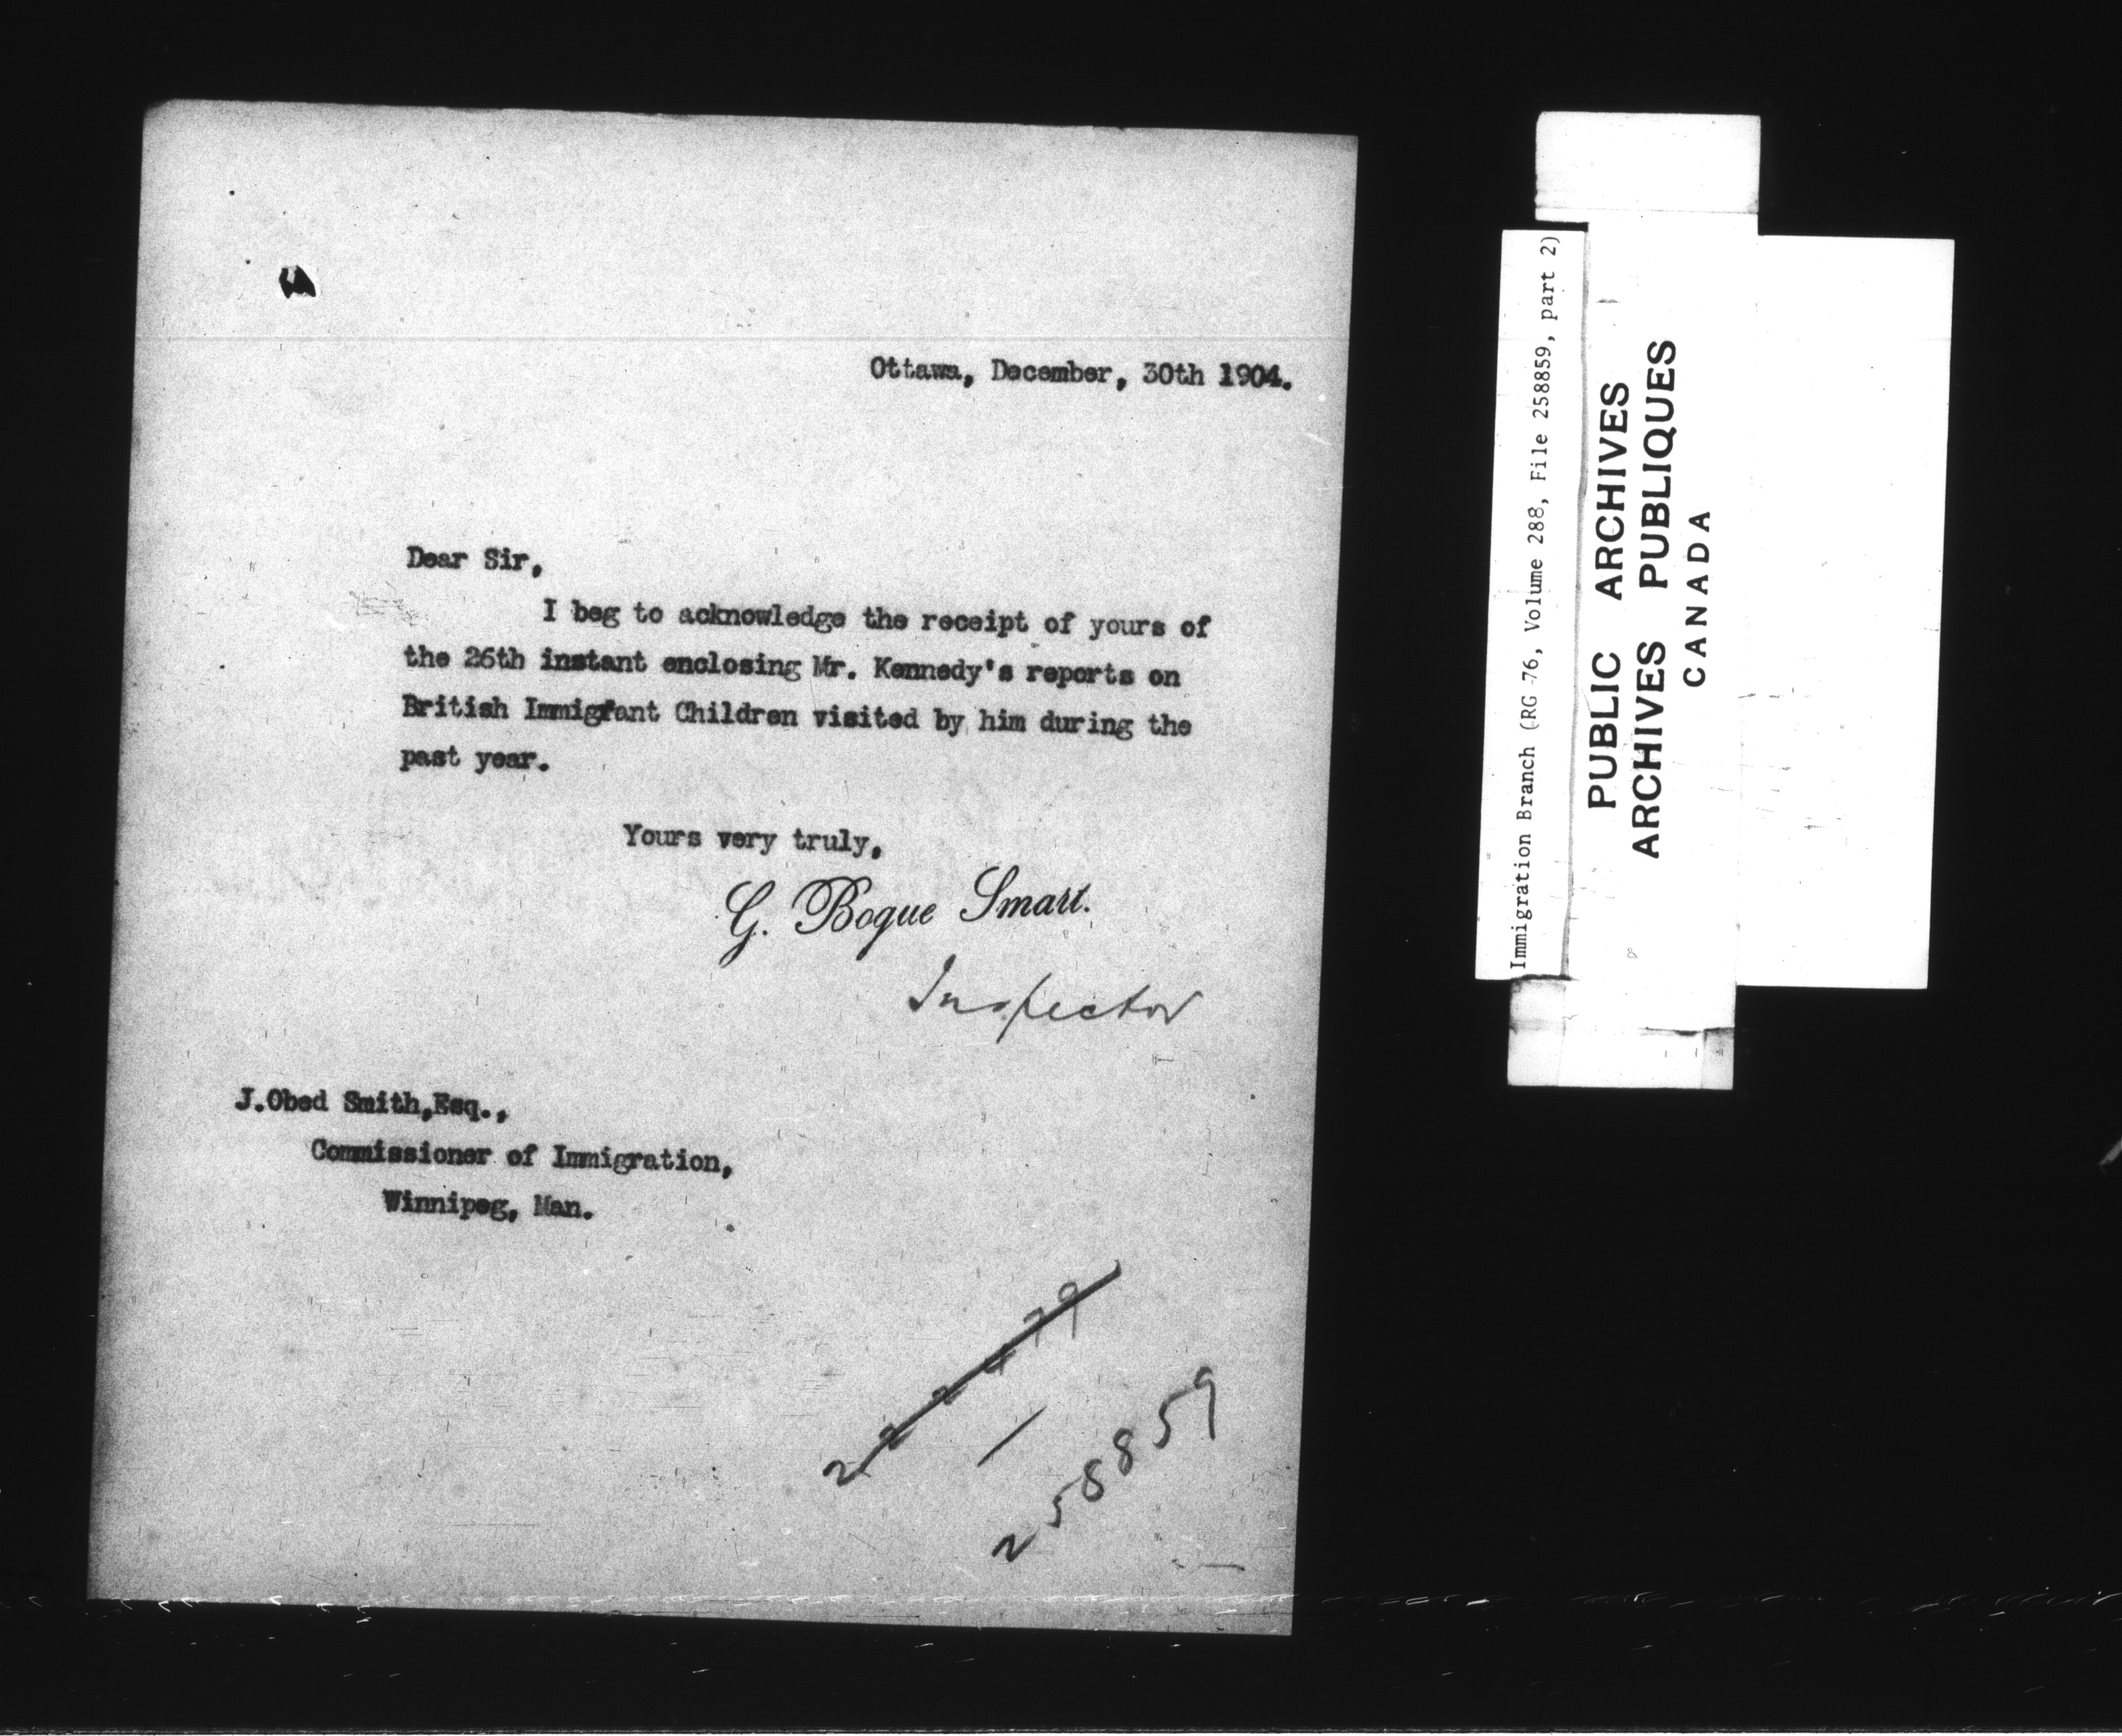 Ottawa, December, 30th 1904.
Dear Sir,
I beg to acknowledge the receipt of yours of
the 26th instant enclosing Mr. Kennedy's reports on
British Immigrant Children visited by him during the
past year.
Yours very truly,
G. Bogue Smart.
Inspector
J.Obed Smith,Esq.,
Commissioner of Immigration,
Winnipeg, Man.
258859
Immigration Branch (RG 76, Volume 288, File 258859, part 2)
PUBLIC ARCHIVES
ARCHIVES PUBLIQUES
CANADA